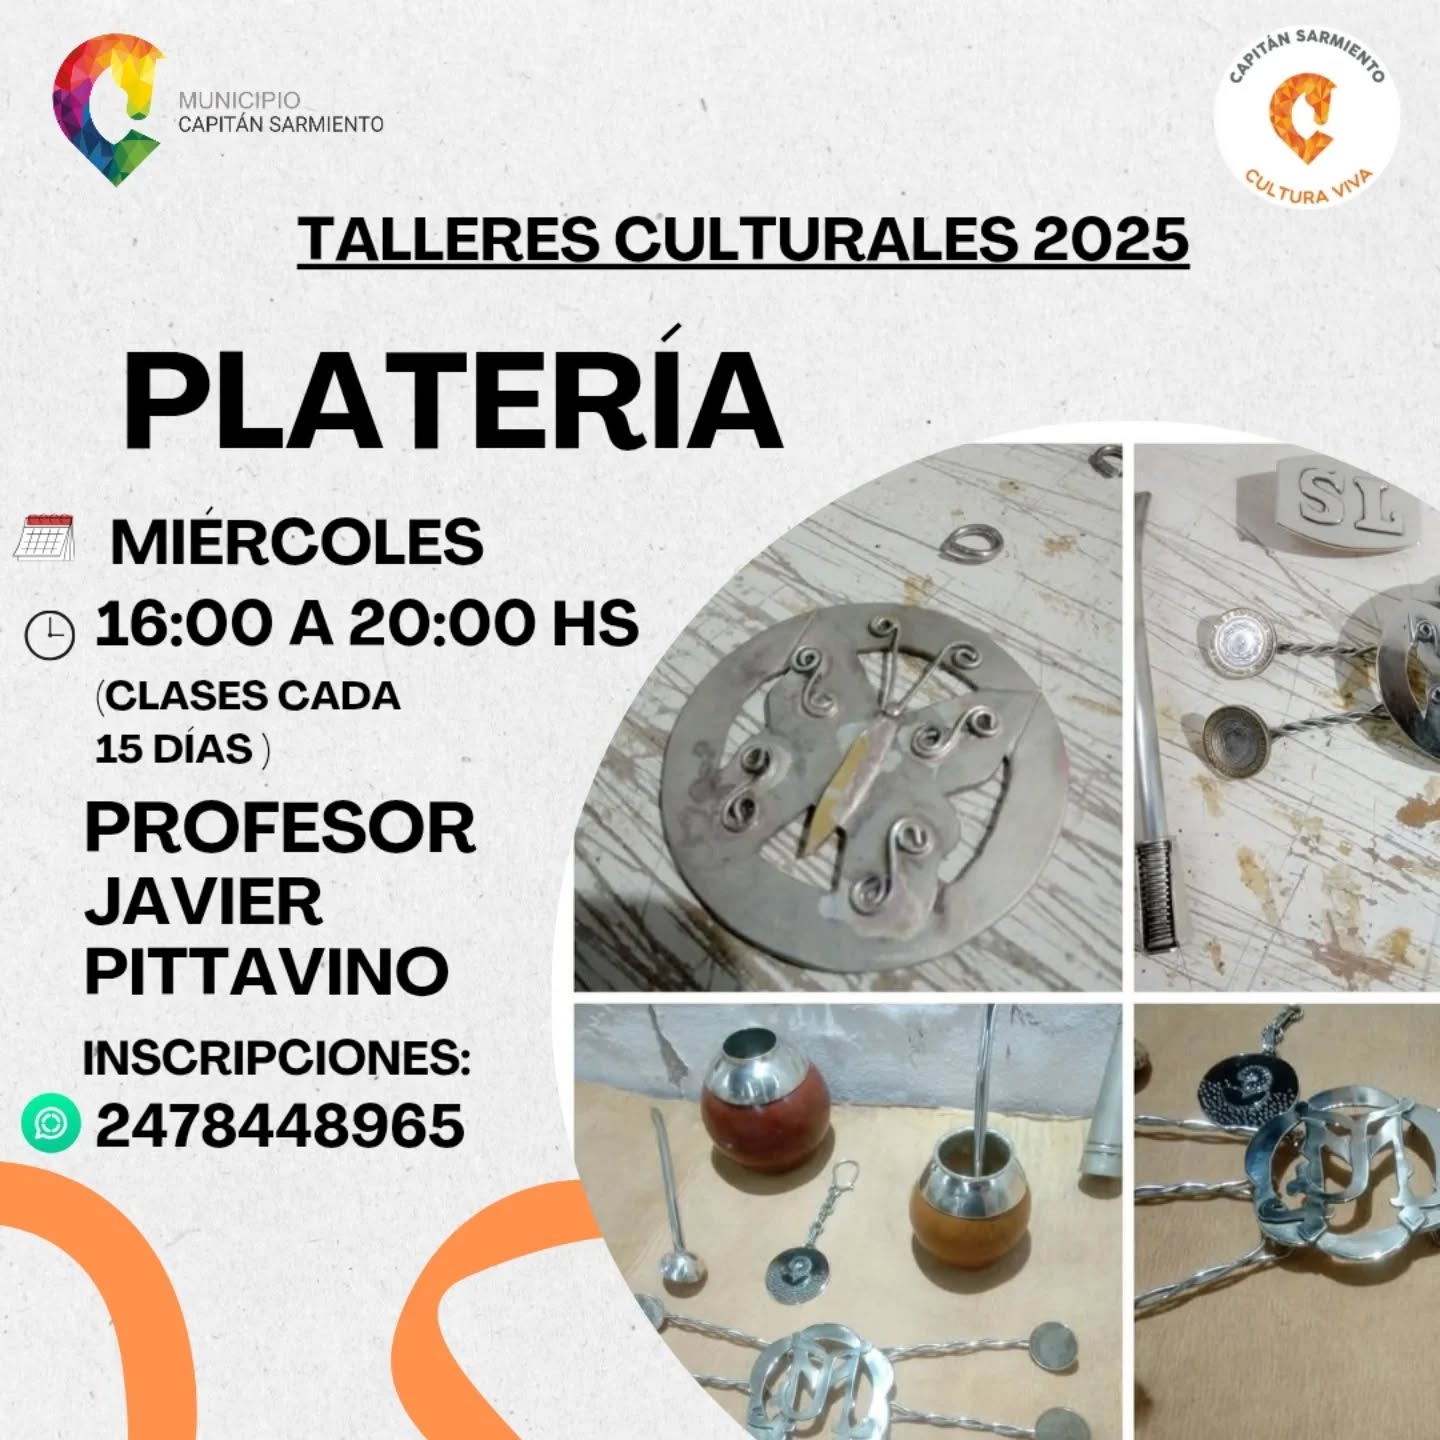 MUNICIPIO
CAPITÁN SARMIENTO
CAPITÁN SARMIENTO
CULTURA VIVA
TALLERES CULTURALES 2025
PLATERÍA
MIÉRCOLES
16:00 A 20:00 HS
(CLASES CADA
15 DÍAS )
PROFESOR
JAVIER
PITTAVINO
INSCRIPCIONES:
2478448965
SL